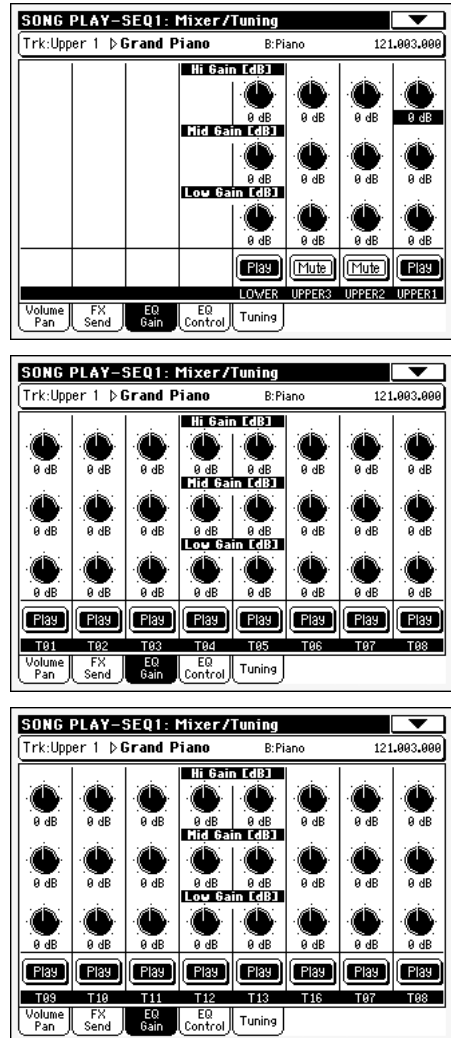 SONG PLAY-SEQ1: Mixer/Tuning
Trk:Upper 1 Grand Piano B:Piano 121.003.000
Hi Gain [dB]
0 dB 0 dB 0 dB 0 dB
Mid Gain [dB]
0 dB 0 dB 0 dB 0 dB
Low Gain [dB]
0 dB 0 dB 0 dB 0 dB
Play Mute Mute Play
LOWER UPPER3 UPPER2 UPPER1
Volume Pan FX Send EQ Gain EQ Control Tuning
SONG PLAY-SEQ1: Mixer/Tuning
Trk:Upper 1 Grand Piano B:Piano 121.003.000
Hi Gain [dB]
0 dB 0 dB 0 dB 0 dB 0 dB 0 dB 0 dB 0 dB
Mid Gain [dB]
0 dB 0 dB 0 dB 0 dB 0 dB 0 dB 0 dB 0 dB
Low Gain [dB]
0 dB 0 dB 0 dB 0 dB 0 dB 0 dB 0 dB 0 dB
Play Play Play Play Play Play Play Play
T01 T02 T03 T04 T05 T06 T07 T08
Volume Pan FX Send EQ Gain EQ Control Tuning
SONG PLAY-SEQ1: Mixer/Tuning
Trk:Upper 1 Grand Piano B:Piano 121.003.000
Hi Gain [dB]
0 dB 0 dB 0 dB 0 dB 0 dB 0 dB 0 dB 0 dB
Mid Gain [dB]
0 dB 0 dB 0 dB 0 dB 0 dB 0 dB 0 dB 0 dB
Low Gain [dB]
0 dB 0 dB 0 dB 0 dB 0 dB 0 dB 0 dB 0 dB
Play Play Play Play Play Play Play Play
T09 T10 T11 T12 T13 T16 T07 T08
Volume Pan FX Send EQ Gain EQ Control Tuning